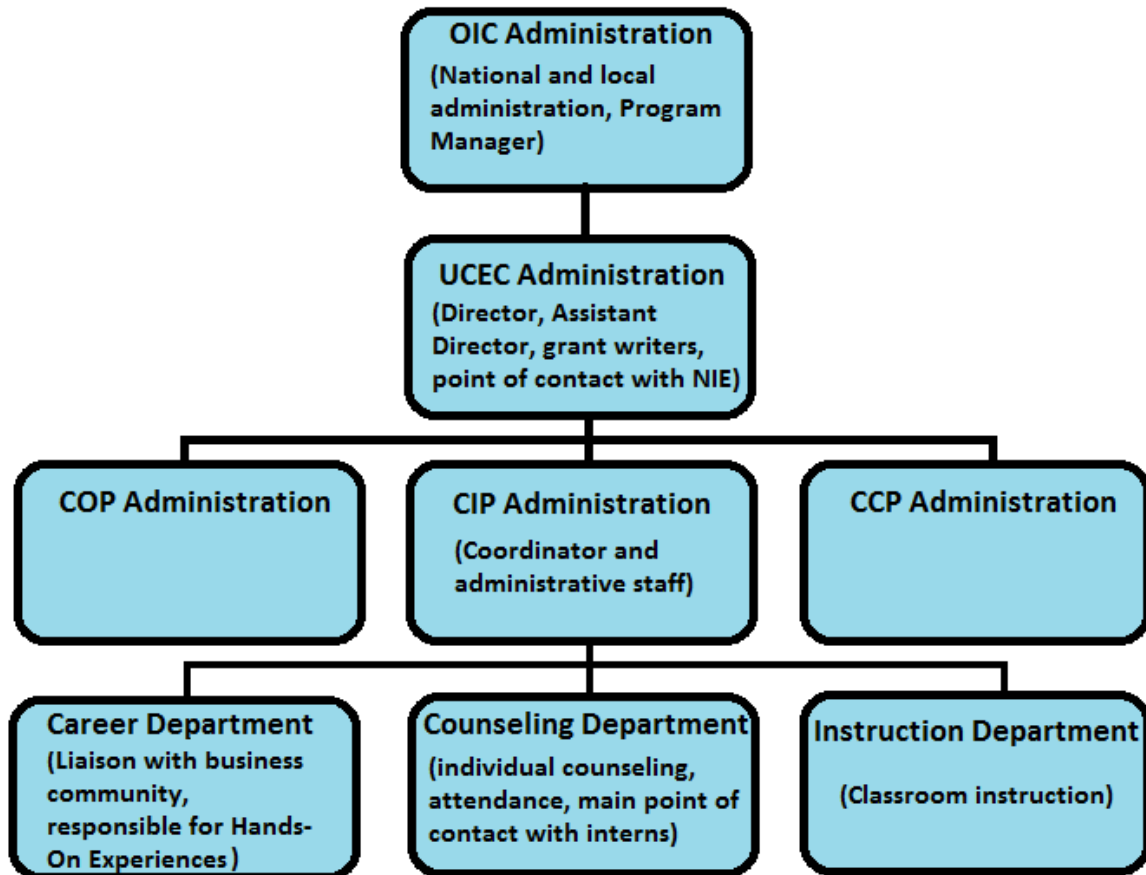 OIC Administration
(National and local
administration, Program
Manager)
UCEC Administration
(Director, Assistant
Director, grant writers,
point of contact with NIE)
COP Administration
CIP Administration
(Coordinator and
administrative staff)
CCP Administration
Career Department
(Liaison with business
community,
responsible for Hands-
On Experiences)
Counseling Department
(individual counseling,
attendance, main point of
contact with interns)
Instruction Department
(Classroom instruction)